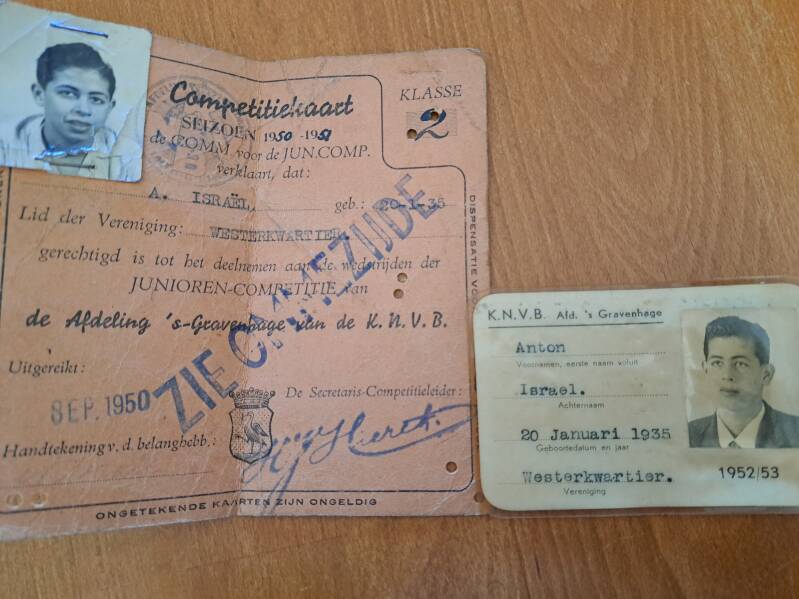 Competitiekaart
KLASSE
2
SEIZOEN 1950-1951
de COMM voor de JUN.COMP.
verklaart, dat:
A. ISRAËL geb.: 20-1-35
Lid der Vereniging: WESTERKWARTIER
gerechtigd is tot het deelnemen aan de wedstrijden der
JUNIOREN-COMPETITIE van
de Afdeling 's-Gravenhage van de K.N.V.B.
Uitgereikt:
SEP. 1950
De Secretaris-Competitieleider:
Handtekening v. d. belanghebb.:
ONGETEKENDE KAARTEN ZIJN ONGELDIG
ZIE OMMEZIJDE
DISPENSATIE VOO
K.N.V.B. Afd. 's Gravenhage
Anton
Voornamen, eerste naam voluit
Israel.
Achternaam
20 Januari 1935
Geboortedatum en jaar
Westerkwartier.
Vereniging
1952/53